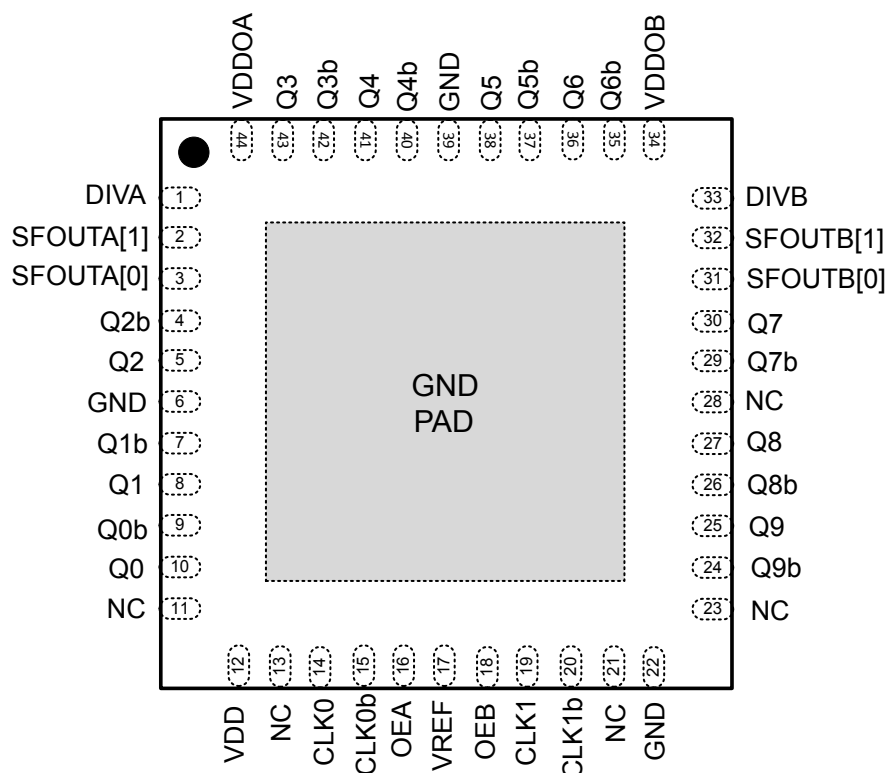 VDDOA
Q3
Q3b
Q4
Q4b
GND
Q5
Q5b
Q6
Q6b
VDDOB
44
43
42
41
40
39
38
37
36
35
34
DIVA 1
SFOUTA[1] 2
SFOUTA[0] 3
Q2b 4
Q2 5
GND 6
Q1b 7
Q1 8
Q0b 9
Q0 10
NC 11
GND
PAD
33 DIVB
32 SFOUTB[1]
31 SFOUTB[0]
30 Q7
29 Q7b
28 NC
27 Q8
26 Q8b
25 Q9
24 Q9b
23 NC
12
13
14
15
16
17
18
19
20
21
22
VDD
NC
CLK0
CLK0b
OEA
VREF
OEB
CLK1
CLK1b
NC
GND